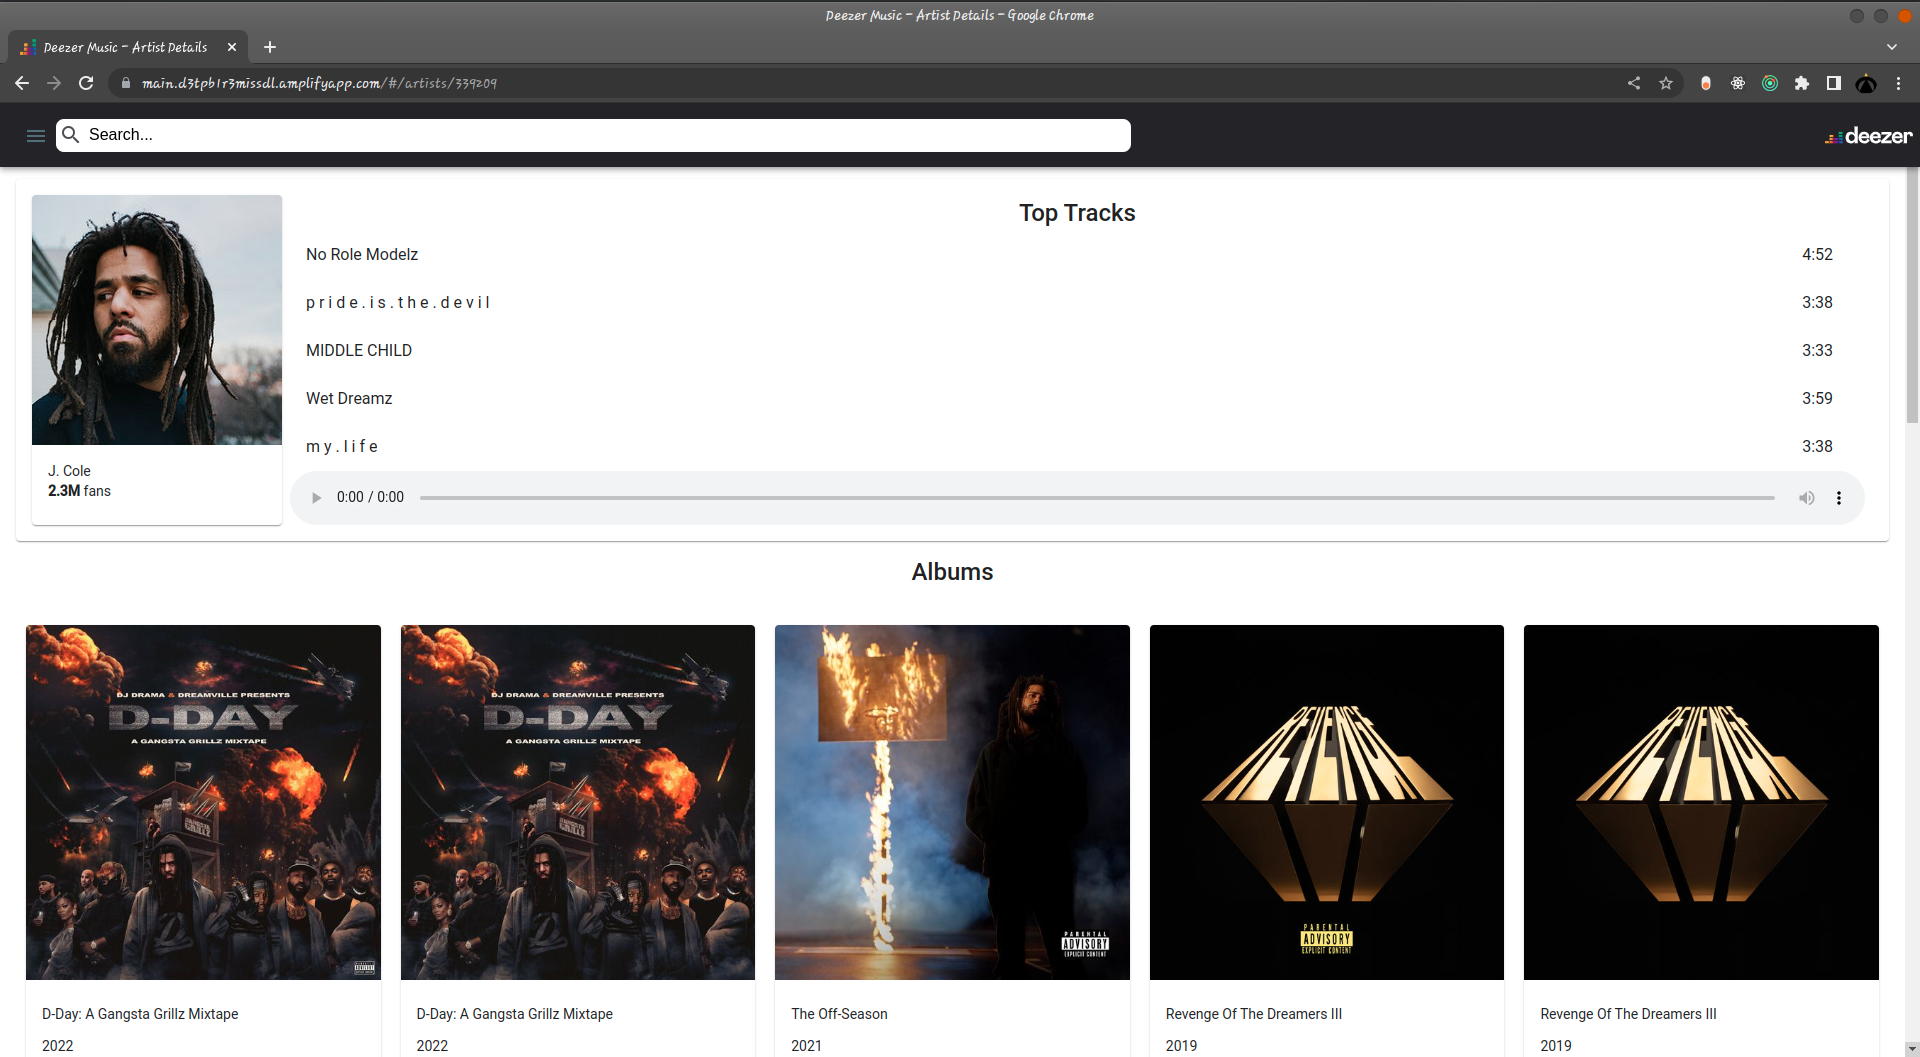 Deezer Music - Artist Details - Google Chrome
Deezer Music - Artist Details
main.d3tpb1r3missdl.amplifyapp.com/#/artists/339209
Search...
deezer
Top Tracks
No Role Modelz 4:52
p r i d e . i s . t h e . d e v i l 3:38
MIDDLE CHILD 3:33
Wet Dreamz 3:59
m y . l i f e 3:38
J. Cole
2.3M fans
0:00 / 0:00
Albums
DJ DRAMA & DREAMVILLE PRESENTS
D-DAY
A GANGSTA GRILLZ MIXTAPE
GANGSTA
GRILLZ
DJ DRAMA & DREAMVILLE PRESENTS
D-DAY
A GANGSTA GRILLZ MIXTAPE
GANGSTA
GRILLZ
PARENTAL
ADVISORY
EXPLICIT CONTENT
REVENGE
PARENTAL
ADVISORY
EXPLICIT CONTENT
REVENGE
D-Day: A Gangsta Grillz Mixtape
2022
D-Day: A Gangsta Grillz Mixtape
2022
The Off-Season
2021
Revenge Of The Dreamers III
2019
Revenge Of The Dreamers III
2019